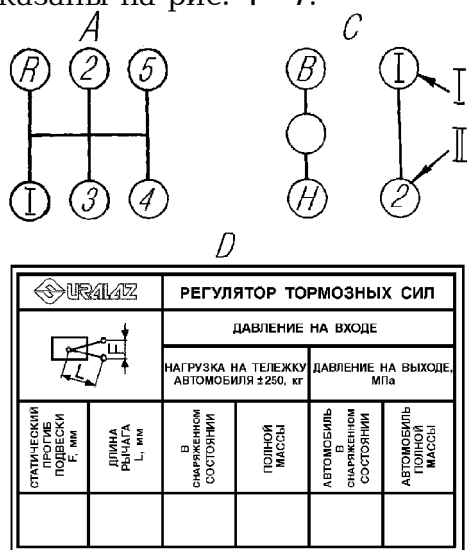 казаны на рис. 4–7.
A
C
R 2 5
I 3 4
B I I
H 2 II
D
URALAZ
РЕГУЛЯТОР ТОРМОЗНЫХ СИЛ
ДАВЛЕНИЕ НА ВХОДЕ
F
L
НАГРУЗКА НА ТЕЛЕЖКУ
АВТОМОБИЛЯ ±250, кг
ДАВЛЕНИЕ НА ВЫХОДЕ,
МПа
СТАТИЧЕСКИЙ
ПРОГИБ
ПОДВЕСКИ
F, мм
ДЛИНА
РЫЧАГА
L, мм
В
СНАРЯЖЕННОМ
СОСТОЯНИИ
ПОЛНОЙ
МАССЫ
АВТОМОБИЛЬ
В
СНАРЯЖЕННОМ
СОСТОЯНИИ
АВТОМОБИЛЬ
ПОЛНОЙ
МАССЫ